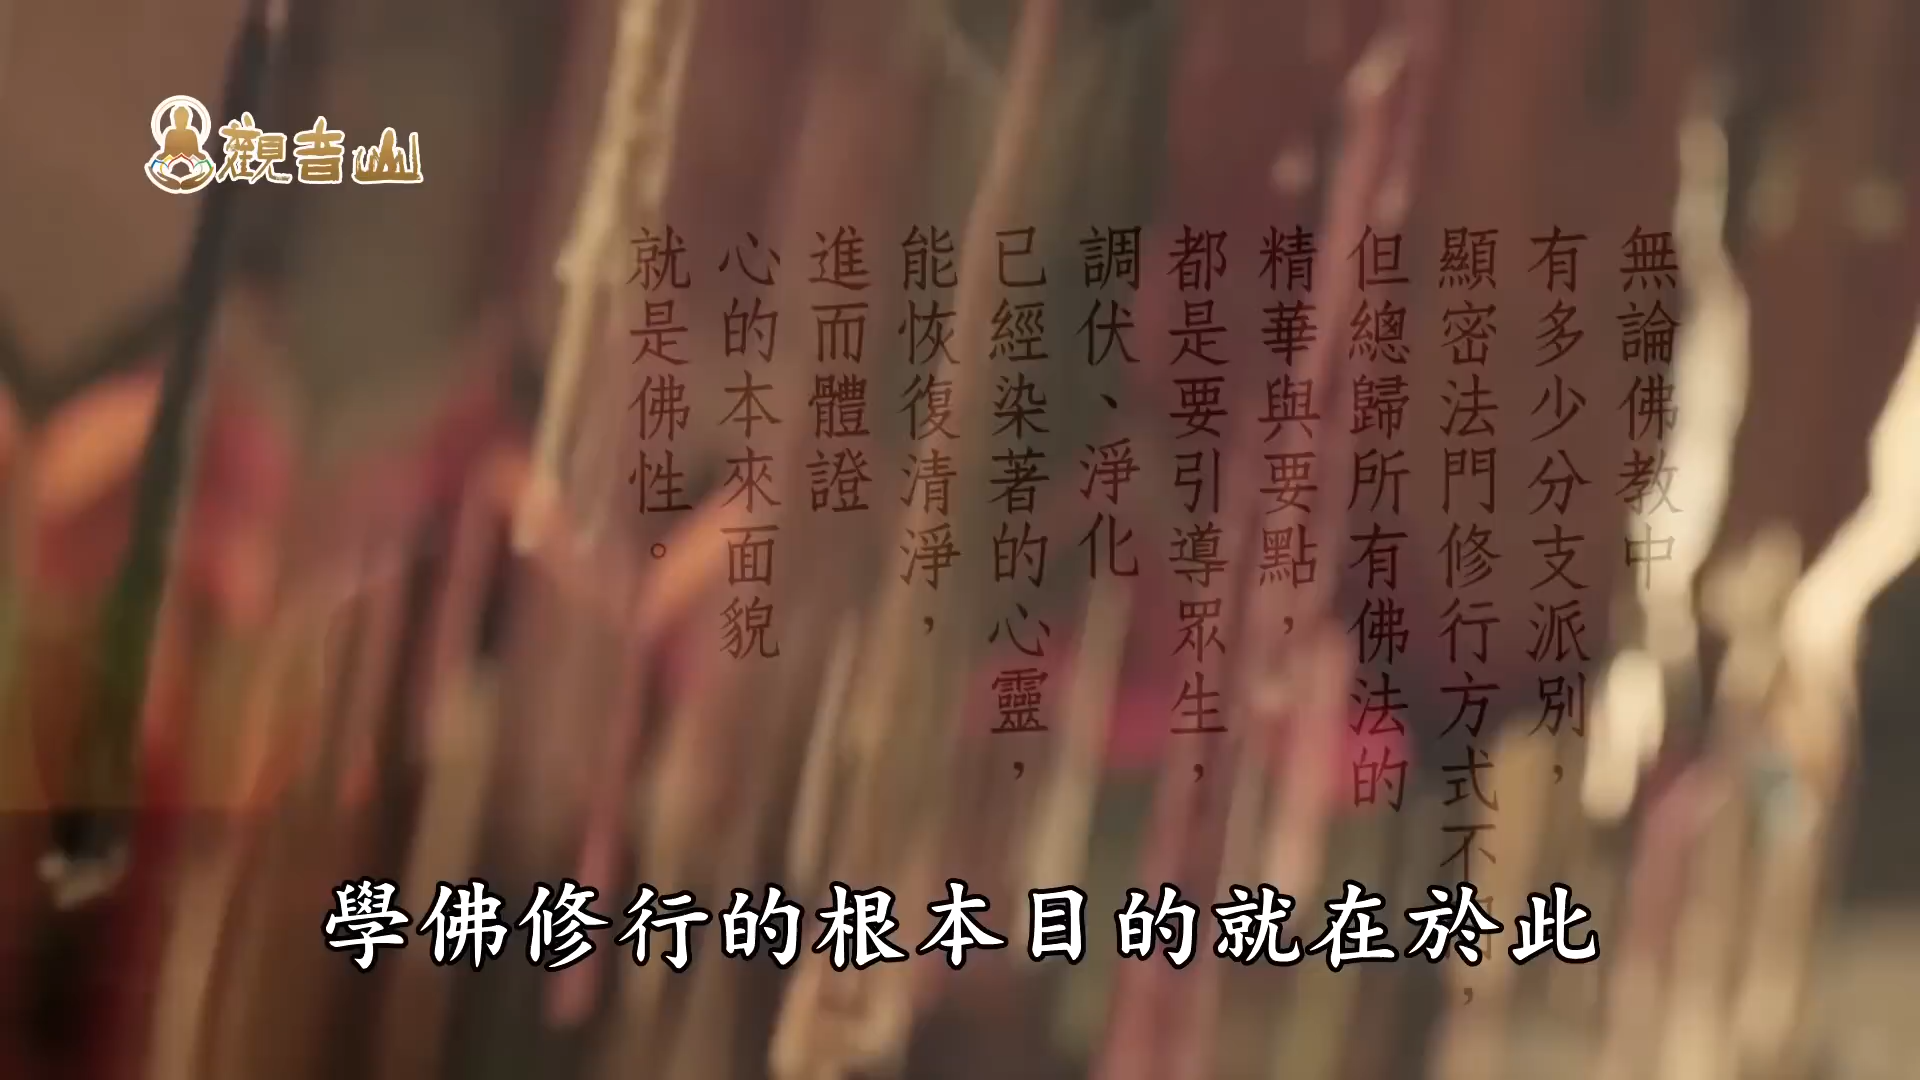 觀音山
無論佛教中
有多少分支派別，
顯密法門修行方式不同，
但總歸所有佛法的
精華與要點，
都是要引導眾生，
調伏、淨化
已經染著的心靈，
能恢復清淨，
進而體證
心的本來面貌
就是佛性。
學佛修行的根本目的就在於此